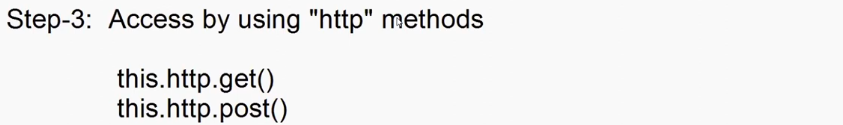 Step-3: Access by using "http" methods
this.http.get()
this.http.post()